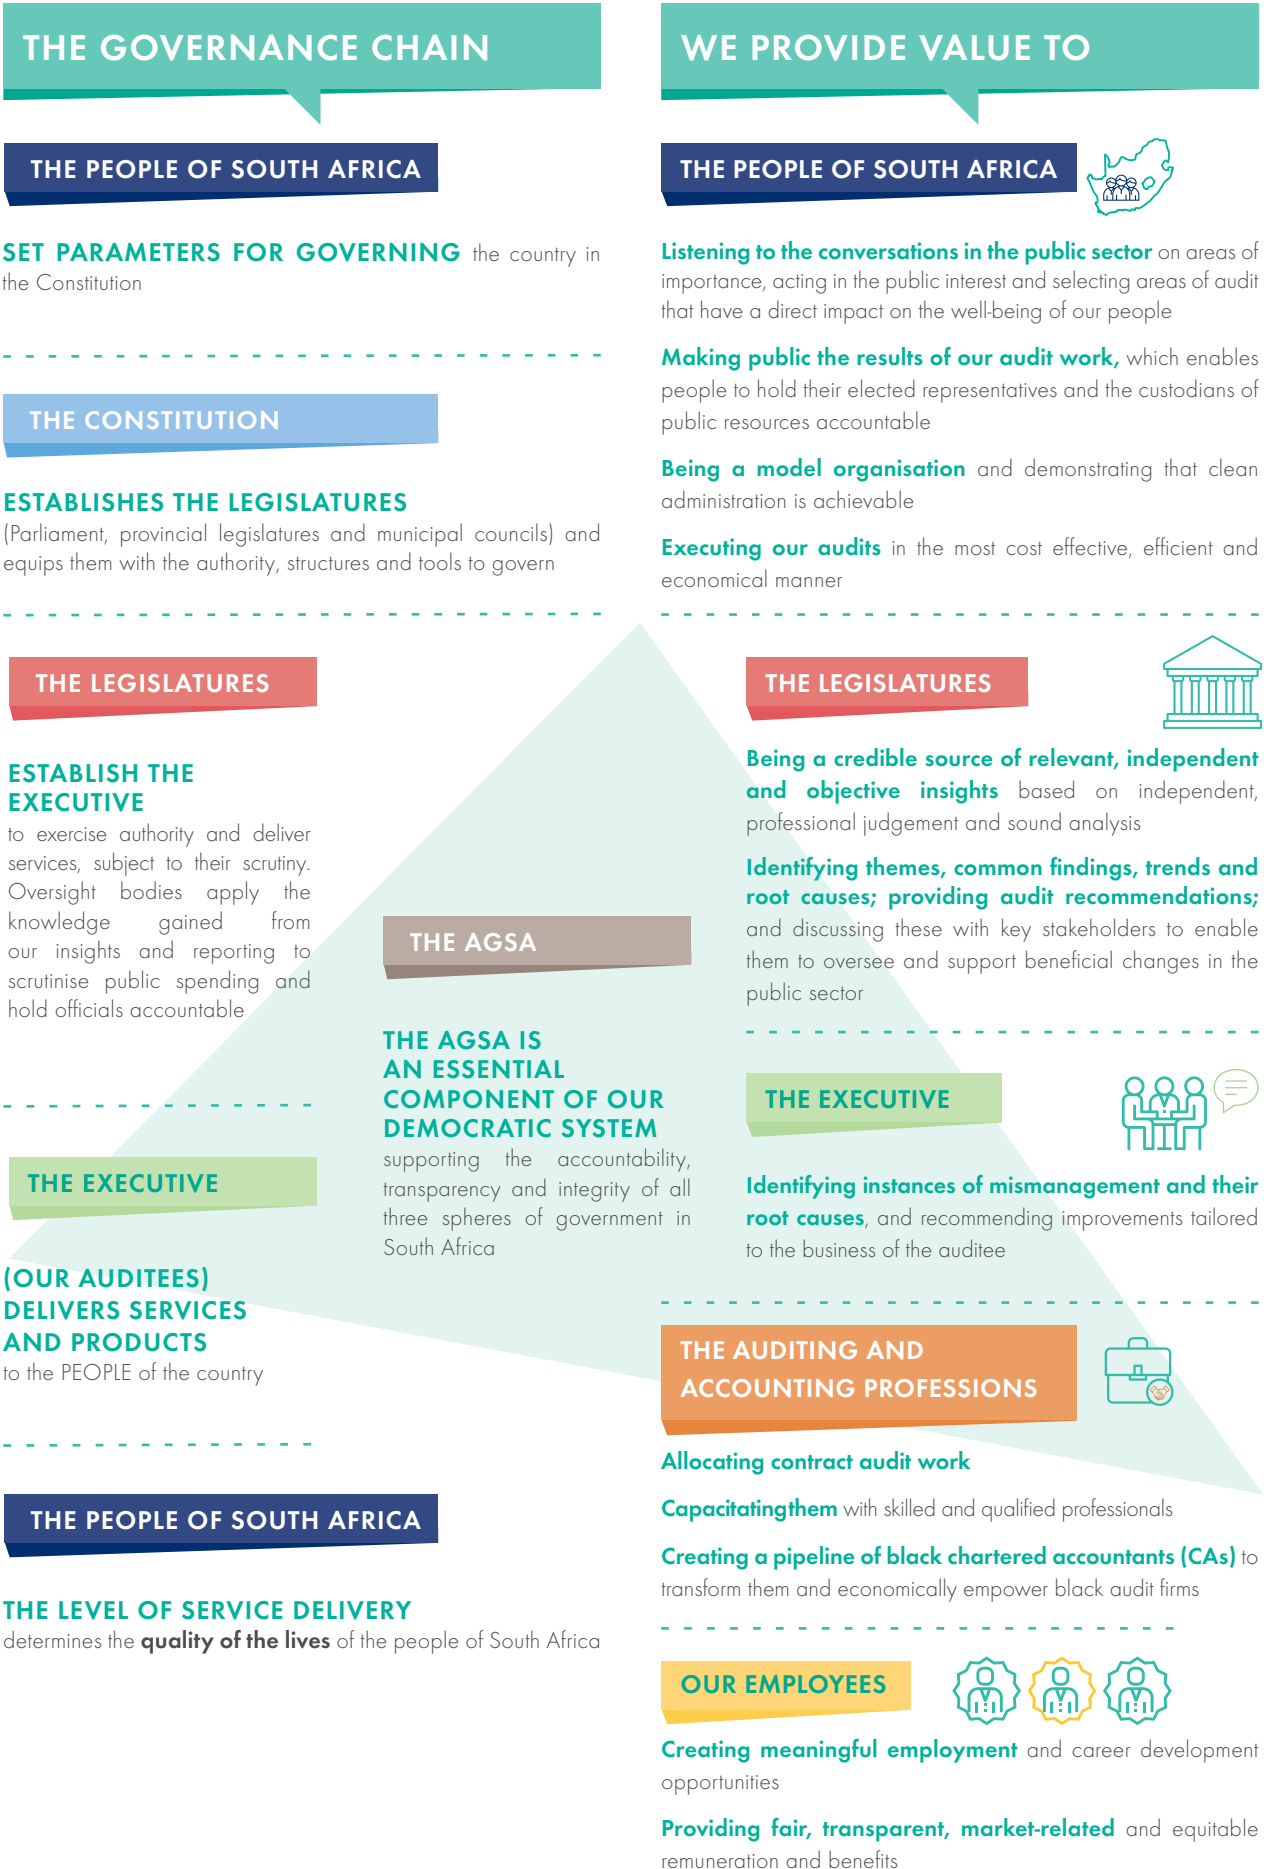 THE GOVERNANCE CHAIN
THE PEOPLE OF SOUTH AFRICA
SET PARAMETERS FOR GOVERNING the country in
the Constitution
THE CONSTITUTION
ESTABLISHES THE LEGISLATURES
(Parliament, provincial legislatures and municipal councils) and
equips them with the authority, structures and tools to govern
THE LEGISLATURES
ESTABLISH THE
EXECUTIVE
to exercise authority and deliver
services, subject to their scrutiny.
Oversight bodies apply the
knowledge gained from
our insights and reporting to
scrutinise public spending and
hold officials accountable
THE EXECUTIVE
(OUR AUDITEES)
DELIVERS SERVICES
AND PRODUCTS
to the PEOPLE of the country
THE PEOPLE OF SOUTH AFRICA
THE LEVEL OF SERVICE DELIVERY
determines the quality of the lives of the people of South Africa
THE AGSA
THE AGSA IS
AN ESSENTIAL
COMPONENT OF OUR
DEMOCRATIC SYSTEM
supporting the accountability,
transparency and integrity of all
three spheres of government in
South Africa
WE PROVIDE VALUE TO
THE PEOPLE OF SOUTH AFRICA
Listening to the conversations in the public sector on areas of
importance, acting in the public interest and selecting areas of audit
that have a direct impact on the well-being of our people
Making public the results of our audit work, which enables
people to hold their elected representatives and the custodians of
public resources accountable
Being a model organisation and demonstrating that clean
administration is achievable
Executing our audits in the most cost effective, efficient and
economical manner
THE LEGISLATURES
Being a credible source of relevant, independent
and objective insights based on independent,
professional judgement and sound analysis
Identifying themes, common findings, trends and
root causes; providing audit recommendations;
and discussing these with key stakeholders to enable
them to oversee and support beneficial changes in the
public sector
THE EXECUTIVE
Identifying instances of mismanagement and their
root causes, and recommending improvements tailored
to the business of the auditee
THE AUDITING AND
ACCOUNTING PROFESSIONS
Allocating contract audit work
Capacitatingthem with skilled and qualified professionals
Creating a pipeline of black chartered accountants (CAs) to
transform them and economically empower black audit firms
OUR EMPLOYEES
Creating meaningful employment and career development
opportunities
Providing fair, transparent, market-related and equitable
remuneration and benefits